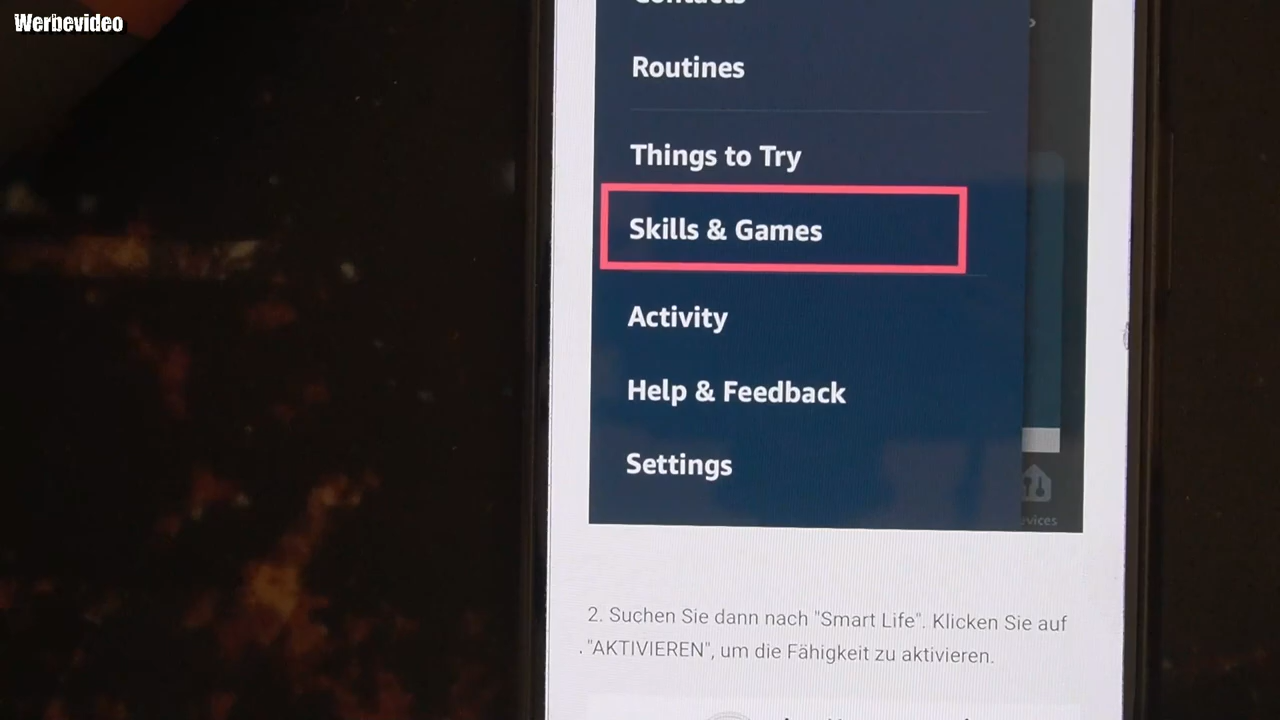 Werbevideo
Contacts
Routines
Things to Try
Skills & Games
Activity
Help & Feedback
Settings
2. Suchen Sie dann nach "Smart Life". Klicken Sie auf
"AKTIVIEREN", um die Fähigkeit zu aktivieren.